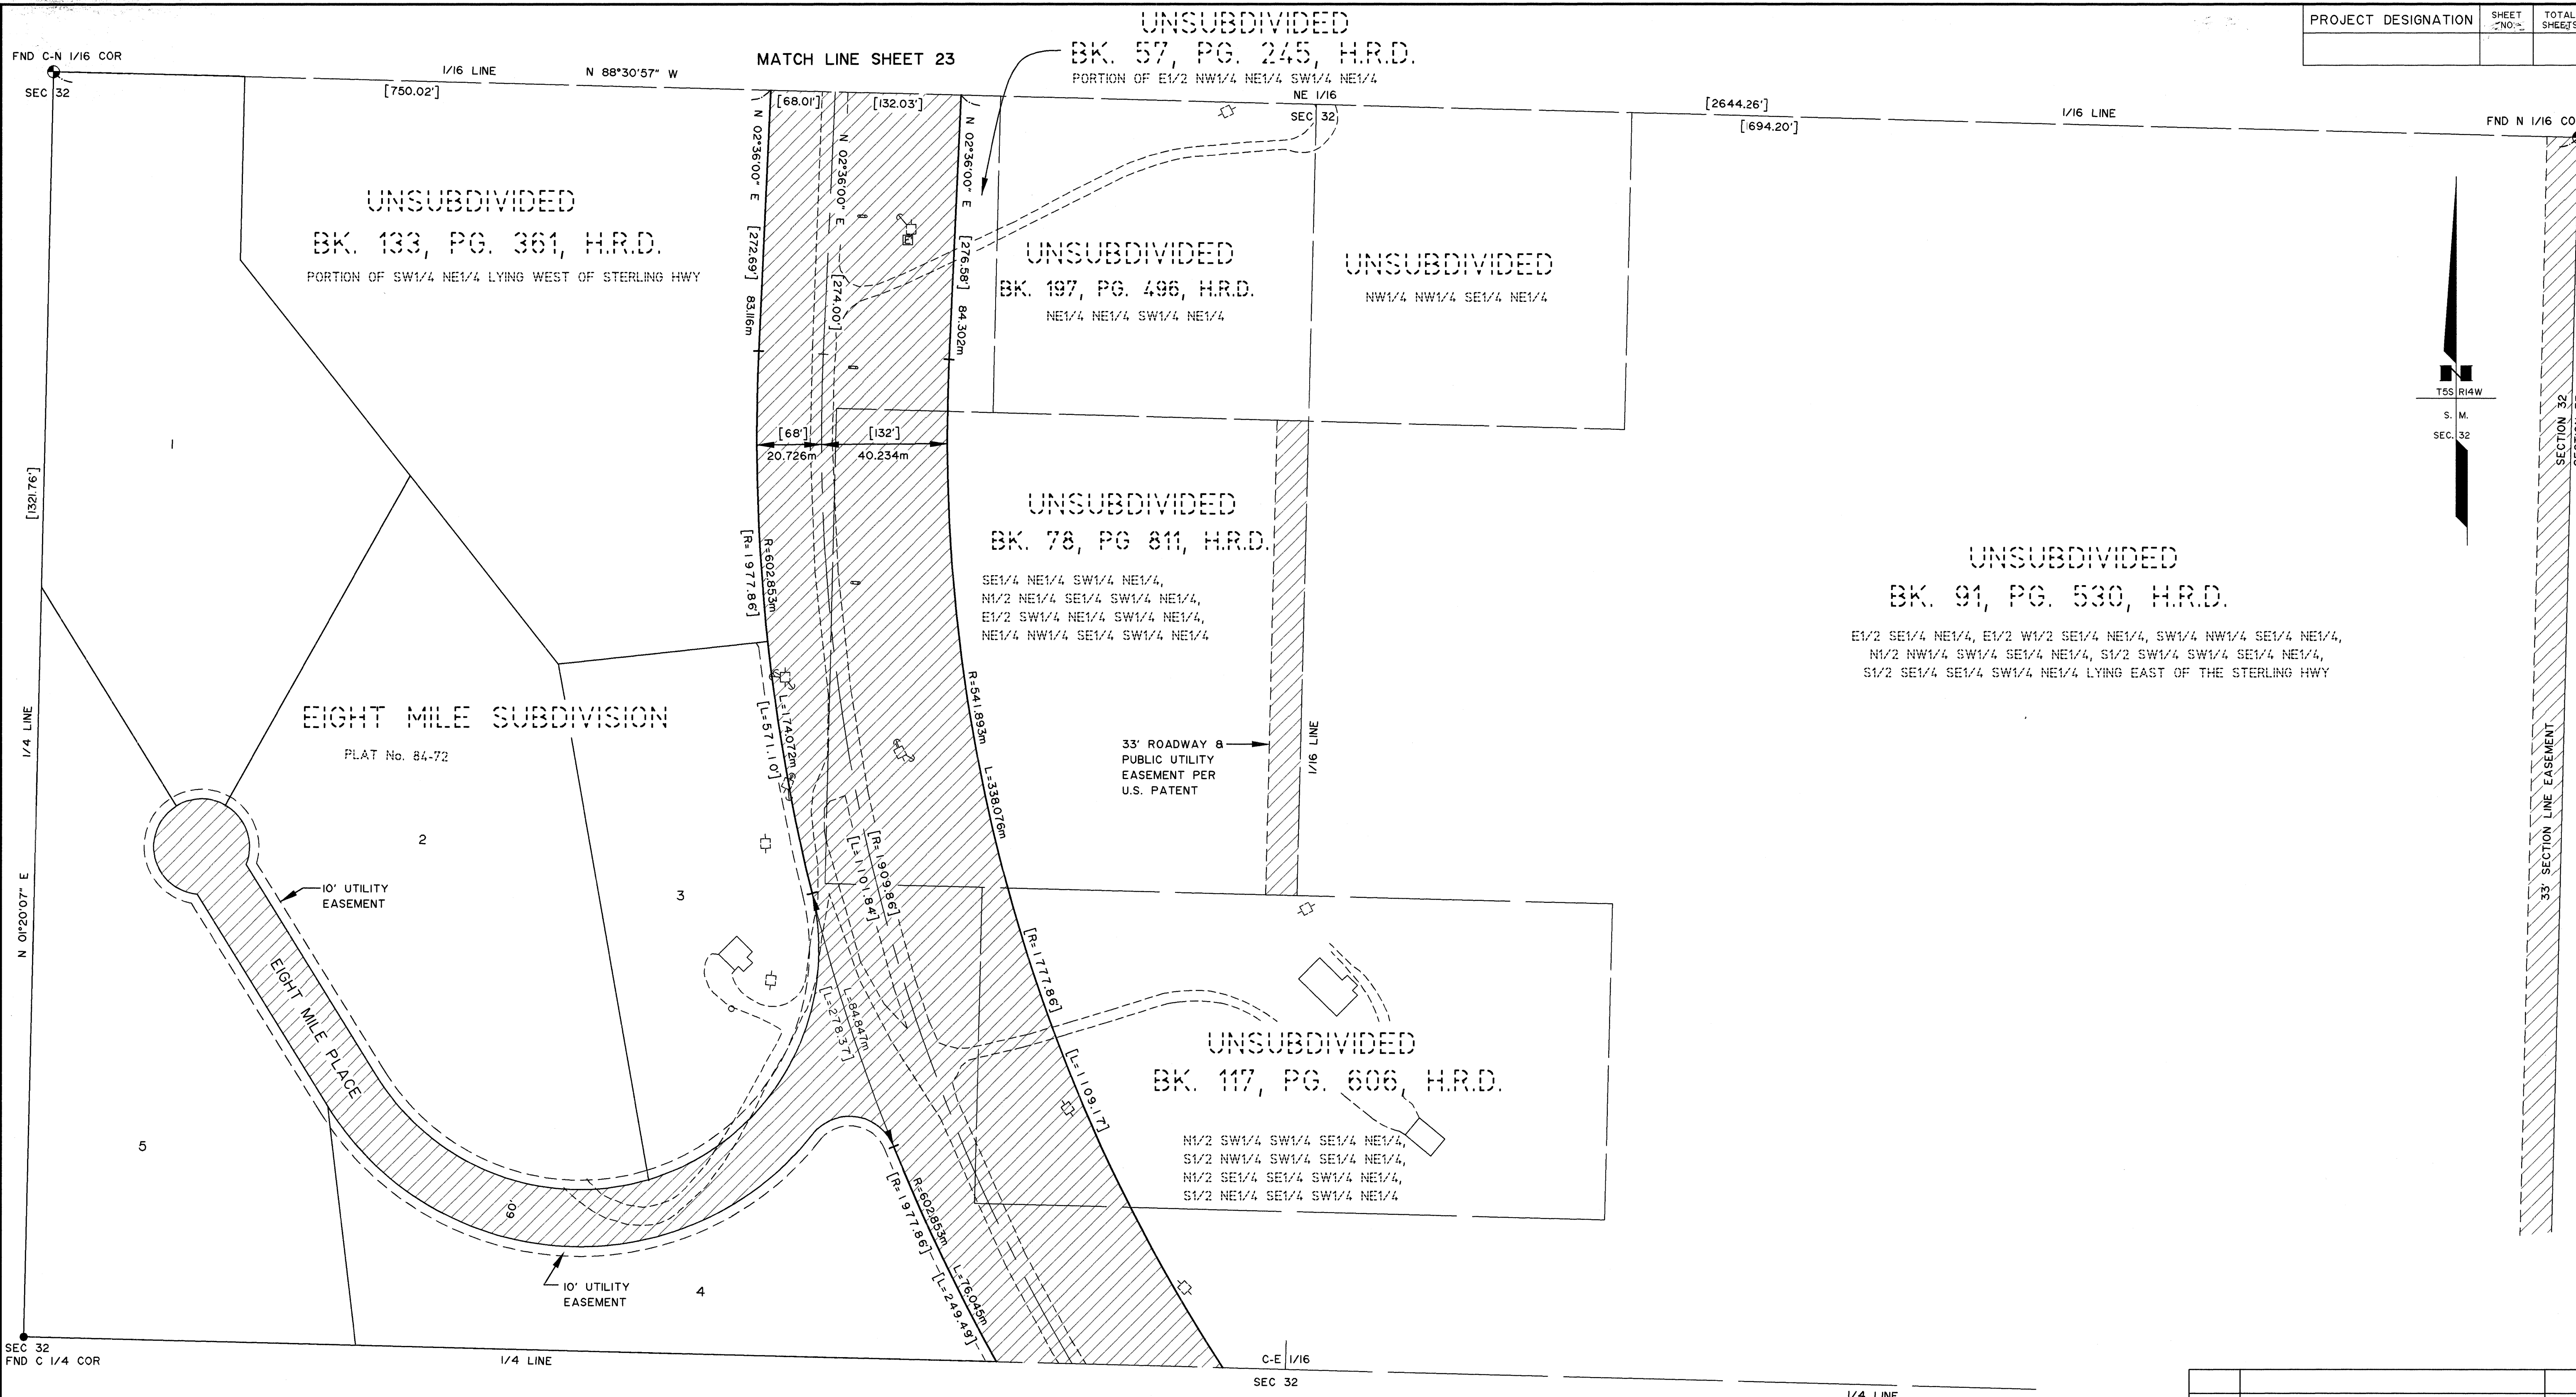 PROJECT DESIGNATION
SHEET NO.
TOTAL SHEETS
UNSUBDIVIDED
BK. 57, PG. 245, H.R.D.
PORTION OF E1/2 NW1/4 NE1/4 SW1/4 NE1/4
MATCH LINE SHEET 23
FND C-N 1/16 COR
SEC 32
1/16 LINE
N 88°30'57" W
[750.02']
[68.01']
[132.03']
NE 1/16
SEC 32
[2644.26']
[1694.20']
1/16 LINE
FND N 1/16 CO
N 02°36'00" E
[272.69']
83.116m
N 02°36'00" E
[274.00']
N 02°36'00" E
[276.58']
84.302m
UNSUBDIVIDED
BK. 133, PG. 361, H.R.D.
PORTION OF SW1/4 NE1/4 LYING WEST OF STERLING HWY
UNSUBDIVIDED
BK. 197, PG. 496, H.R.D.
NE1/4 NE1/4 SW1/4 NE1/4
UNSUBDIVIDED
NW1/4 NW1/4 SE1/4 NE1/4
N
T5S R14W
S. M.
SEC. 32
SECTION 32
1
[1321.76']
[68']
20.726m
[132']
40.234m
UNSUBDIVIDED
BK. 78, PG 811, H.R.D.
SE1/4 NE1/4 SW1/4 NE1/4,
N1/2 NE1/4 SE1/4 SW1/4 NE1/4,
E1/2 SW1/4 NE1/4 SW1/4 NE1/4,
NE1/4 NW1/4 SE1/4 SW1/4 NE1/4
R=602.853m
[R=1977.86']
UNSUBDIVIDED
BK. 91, PG. 530, H.R.D.
E1/2 SE1/4 NE1/4, E1/2 W1/2 SE1/4 NE1/4, SW1/4 NW1/4 SE1/4 NE1/4,
N1/2 NW1/4 SW1/4 SE1/4 NE1/4, S1/2 SW1/4 SW1/4 SE1/4 NE1/4,
S1/2 SE1/4 SE1/4 SW1/4 NE1/4 LYING EAST OF THE STERLING HWY
EIGHT MILE SUBDIVISION
PLAT No. 84-72
L=174.072m
[L=571.10']
R=541.893m
L=338.076m
33' ROADWAY &
PUBLIC UTILITY
EASEMENT PER
U.S. PATENT
1/16 LINE
33' SECTION LINE EASEMENT
1/4 LINE
N 01°20'07" E
2
3
10' UTILITY
EASEMENT
[R=1909.86']
[L=1101.84']
[R=1777.86']
[L=1109.17']
EIGHT MILE PLACE
L=84.847m
[L=278.37']
UNSUBDIVIDED
BK. 117, PG. 606, H.R.D.
N1/2 SW1/4 SW1/4 SE1/4 NE1/4,
S1/2 NW1/4 SW1/4 SE1/4 NE1/4,
N1/2 SE1/4 SE1/4 SW1/4 NE1/4,
S1/2 NE1/4 SE1/4 SW1/4 NE1/4
5
60'
10' UTILITY
EASEMENT
4
R=602.853m
[R=1977.86']
L=76.045m
[L=249.49']
SEC 32
FND C 1/4 COR
1/4 LINE
C-E 1/16
SEC 32
1/4 LINE